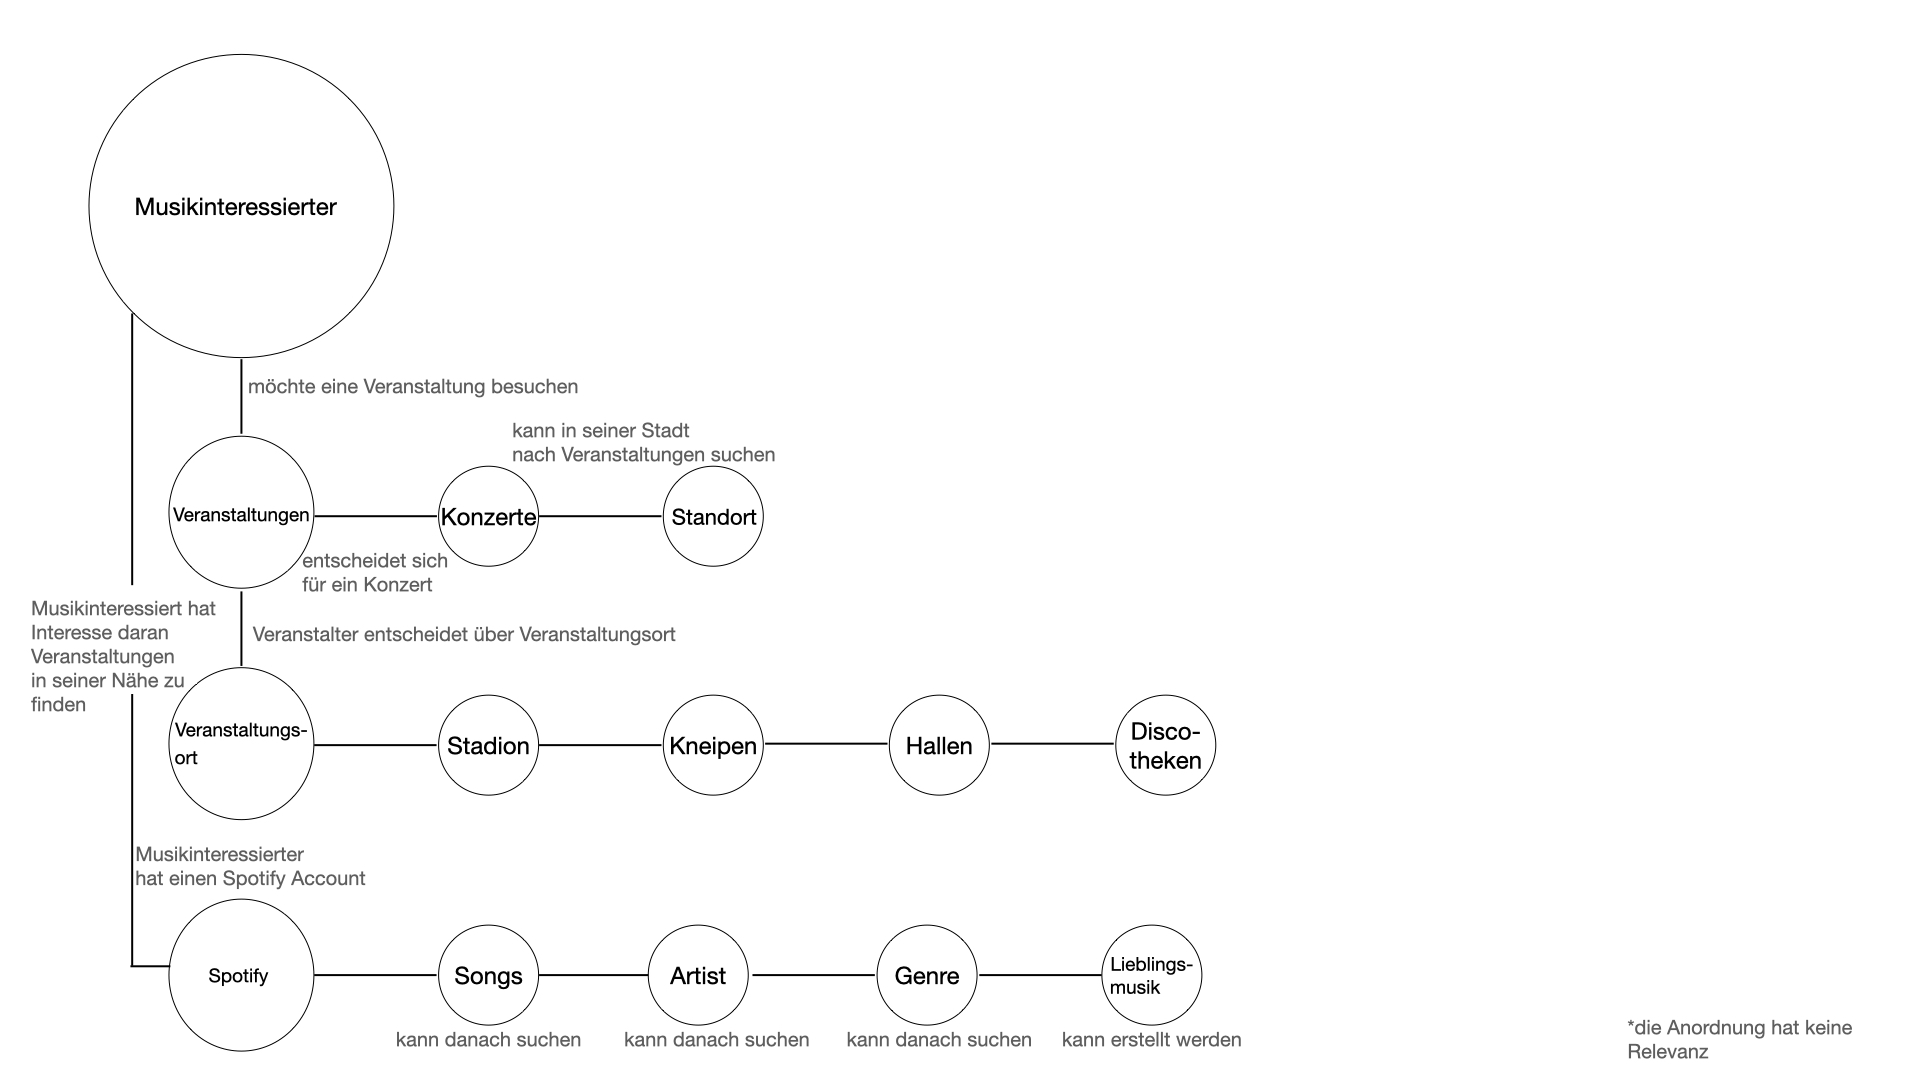 Musikinteressierter
möchte eine Veranstaltung besuchen
kann in seiner Stadt
nach Veranstaltungen suchen
Veranstaltungen
Konzerte
Standort
entscheidet sich
für ein Konzert
Musikinteressiert hat
Interesse daran
Veranstaltungen
in seiner Nähe zu
finden
Veranstalter entscheidet über Veranstaltungsort
Veranstaltungs-
ort
Stadion
Kneipen
Hallen
Disco-
theken
Musikinteressierter
hat einen Spotify Account
Spotify
Songs
Artist
Genre
Lieblings-
musik
kann danach suchen
kann danach suchen
kann danach suchen
kann erstellt werden
*die Anordnung hat keine
Relevanz